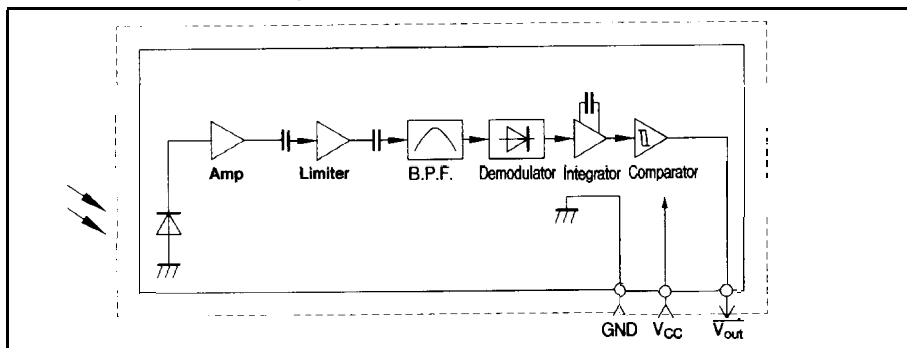 Amp
Limiter
B.P.F.
Demodulator
Integrator
Comparator
GND
Vcc
Vout